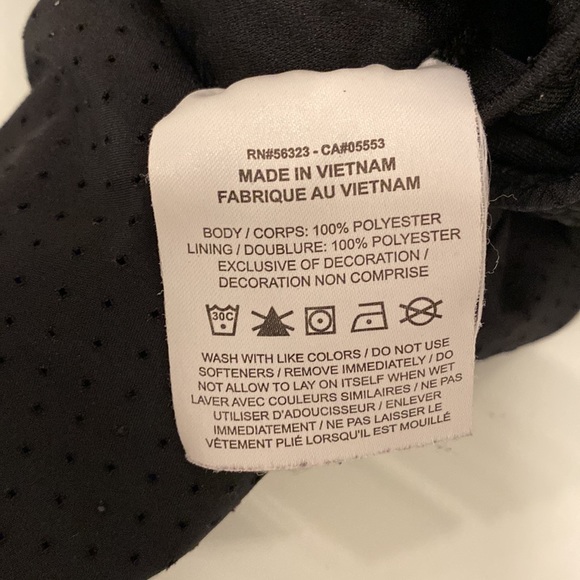 RN#56323 - CA#05553
MADE IN VIETNAM
FABRIQUE AU VIETNAM
BODY / CORPS: 100% POLYESTER
LINING / DOUBLURE: 100% POLYESTER
EXCLUSIVE OF DECORATION /
DECORATION NON COMPRISE
30C
WASH WITH LIKE COLORS / DO NOT USE
SOFTENERS / REMOVE IMMEDIATELY / DO
NOT ALLOW TO LAY ON ITSELF WHEN WET
LAVER AVEC COULEURS SIMILAIRES / NE PAS
UTILISER D'ADOUCISSEUR / ENLEVER
IMMEDIATEMENT / NE PAS LAISSER LE
VÊTEMENT PLIÉ LORSQU'IL EST MOUILLÉ